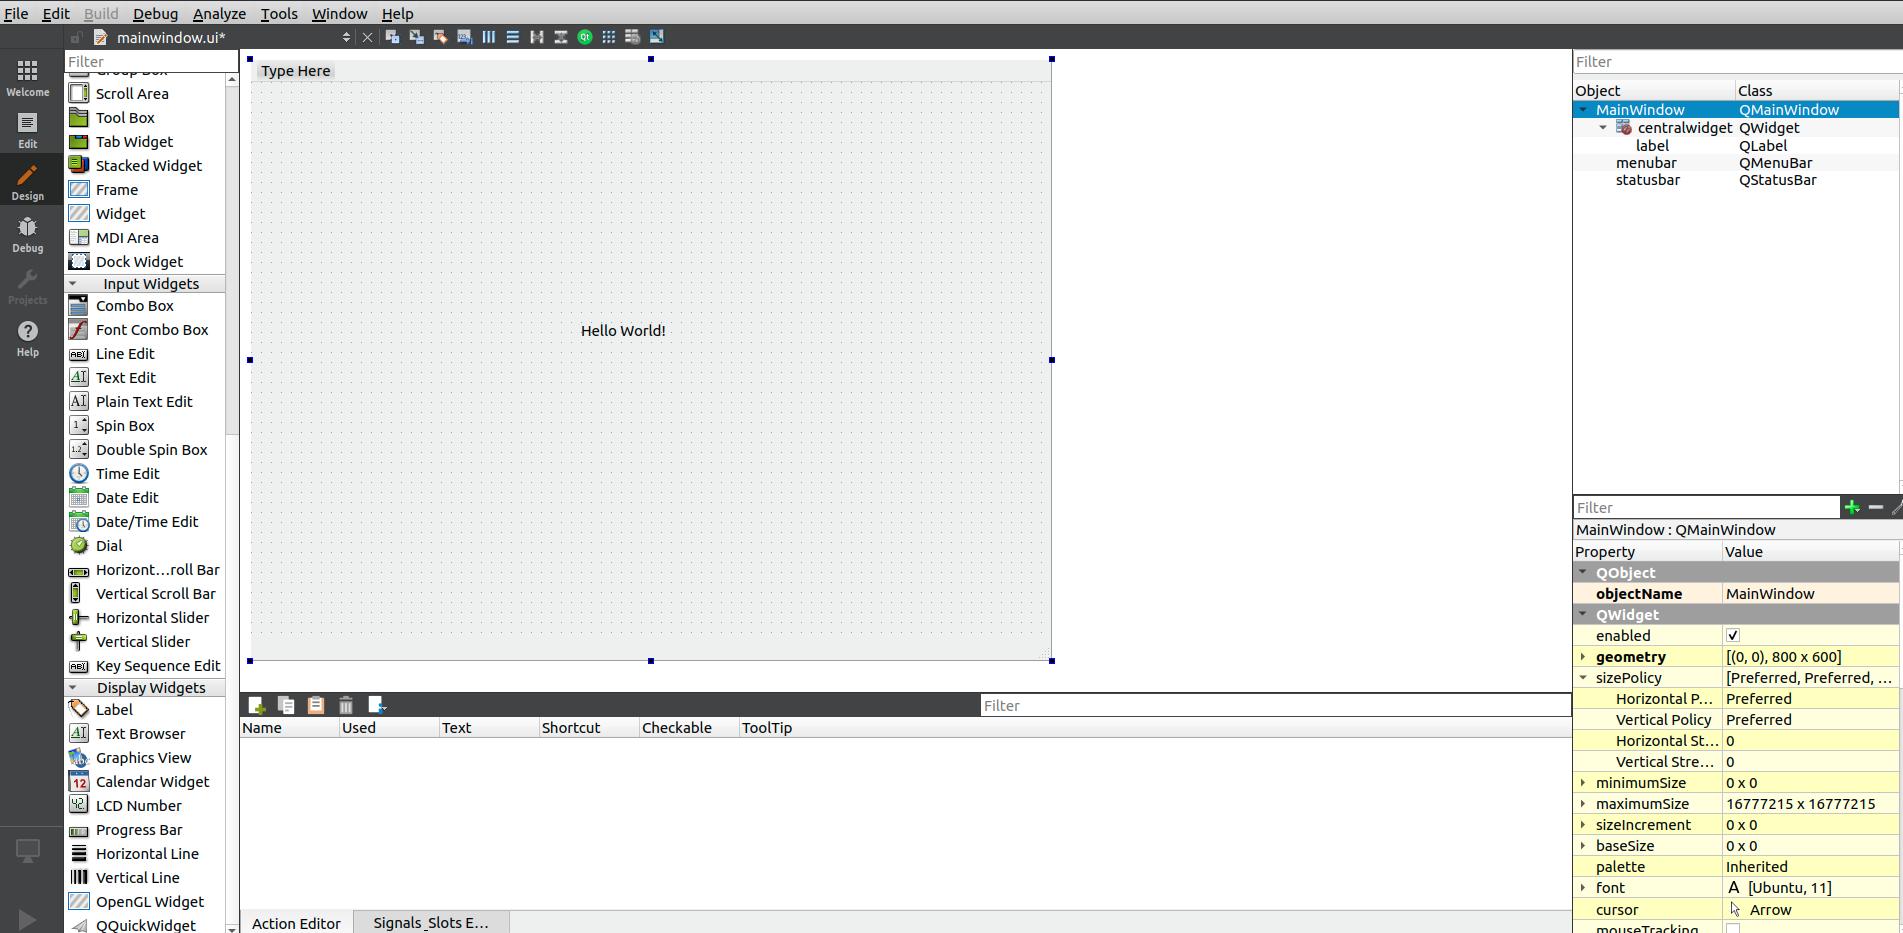 File Edit Build Debug Analyze Tools Window Help
mainwindow.ui*
Welcome
Edit
Design
Debug
Projects
Help
Filter
Group Box
Scroll Area
Tool Box
Tab Widget
Stacked Widget
Frame
Widget
MDI Area
Dock Widget
Input Widgets
Combo Box
Font Combo Box
Line Edit
Text Edit
Plain Text Edit
Spin Box
Double Spin Box
Time Edit
Date Edit
Date/Time Edit
Dial
Horizont...roll Bar
Vertical Scroll Bar
Horizontal Slider
Vertical Slider
Key Sequence Edit
Display Widgets
Label
Text Browser
Graphics View
Calendar Widget
LCD Number
Progress Bar
Horizontal Line
Vertical Line
OpenGL Widget
QQuickWidget
Type Here
Hello World!
Filter
Name Used Text Shortcut Checkable ToolTip
Action Editor Signals_Slots E...
Filter
Object Class
MainWindow QMainWindow
centralwidget QWidget
label QLabel
menubar QMenuBar
statusbar QStatusBar
Filter
MainWindow : QMainWindow
Property Value
QObject
objectName MainWindow
QWidget
enabled
geometry [(0, 0), 800 x 600]
sizePolicy [Preferred, Preferred, ...
Horizontal P... Preferred
Vertical Policy Preferred
Horizontal St... 0
Vertical Stre... 0
minimumSize 0 x 0
maximumSize 16777215 x 16777215
sizeIncrement 0 x 0
baseSize 0 x 0
palette Inherited
font A [Ubuntu, 11]
cursor Arrow
mouseTracking